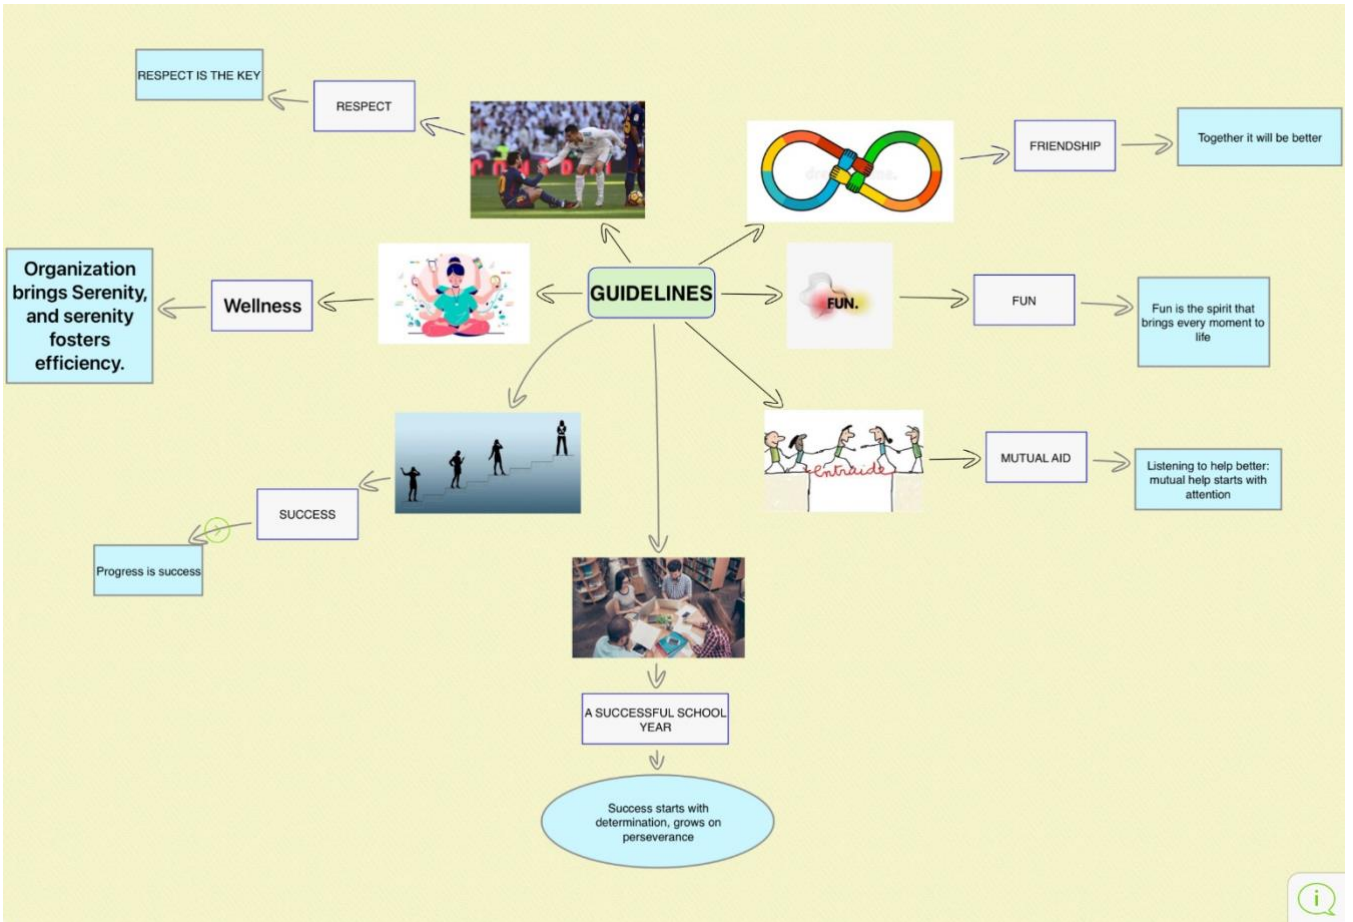 RESPECT IS THE KEY
RESPECT
FRIENDSHIP
Together it will be better
Organization
brings Serenity,
and serenity
fosters
efficiency.
Wellness
GUIDELINES
FUN.
FUN
Fun is the spirit that
brings every moment to
life
entraide
MUTUAL AID
Listening to help better:
mutual help starts with
attention
SUCCESS
Progress is success
A SUCCESSFUL SCHOOL
YEAR
Success starts with
determination, grows on
perseverance